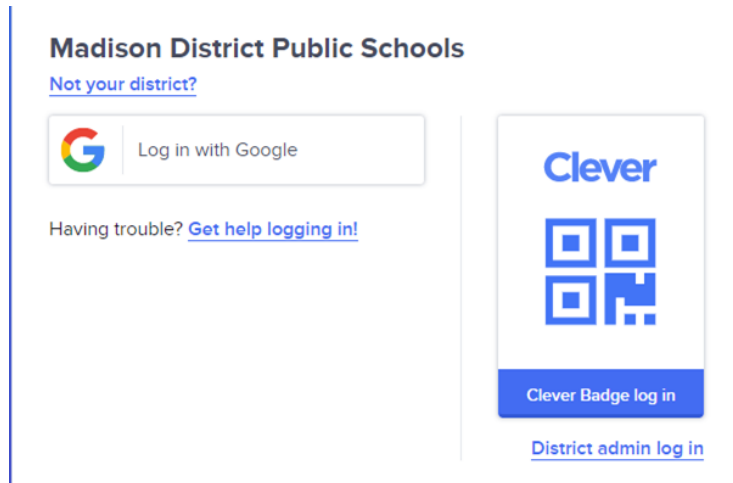 Madison District Public Schools
Not your district?
Log in with Google
Having trouble? Get help logging in!
Clever
Clever Badge log in
District admin log in